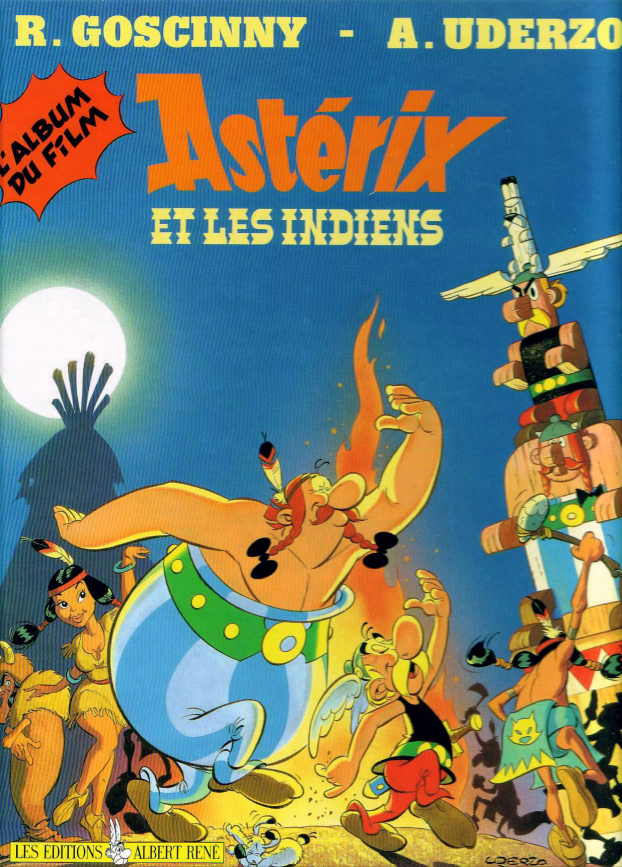 R. GOSCINNY - A. UDERZO
L'ALBUM
DU FiLM
Astérix
ET LES INDIENS
LES EDITIONS ALBERT RENÉ
UDERZO